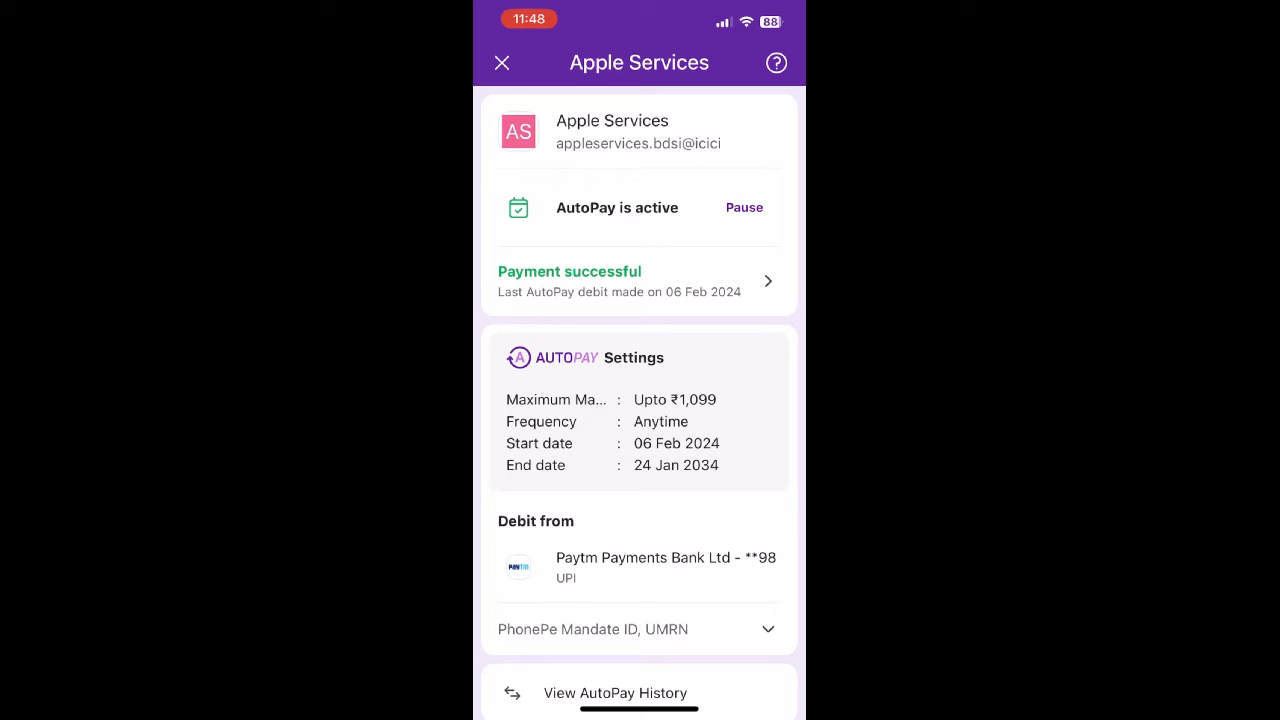 11:48
88
Apple Services
AS
Apple Services
appleservices.bdsi@icici
AutoPay is active
Pause
Payment successful
Last AutoPay debit made on 06 Feb 2024
A AUTOPAY Settings
Maximum Ma... : Upto ₹1,099
Frequency : Anytime
Start date : 06 Feb 2024
End date : 24 Jan 2034
Debit from
paytm
Paytm Payments Bank Ltd - **98
UPI
PhonePe Mandate ID, UMRN
View AutoPay History